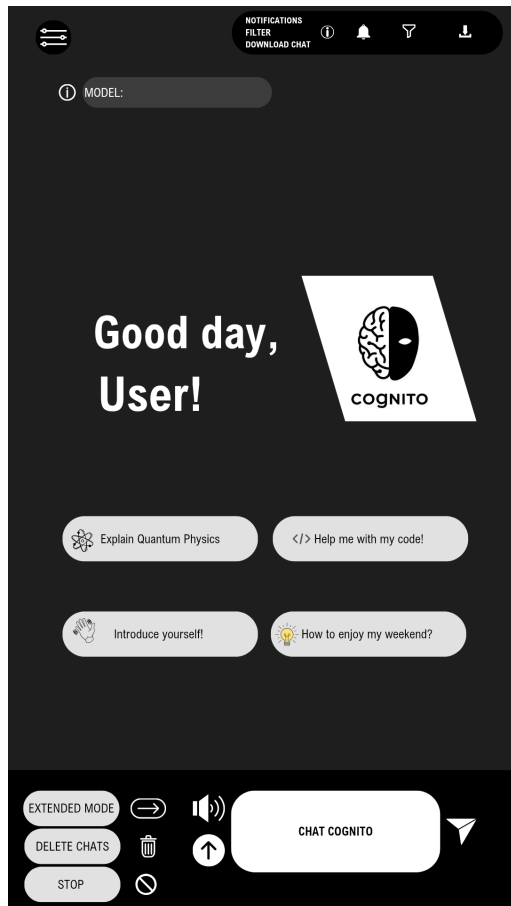 NOTIFICATIONS
FILTER
DOWNLOAD CHAT
MODEL:
Good day,
User!
cogNITO
Explain Quantum Physics
</> Help me with my code!
Introduce yourself!
How to enjoy my weekend?
EXTENDED MODE
DELETE CHATS
STOP
CHAT COGNITO